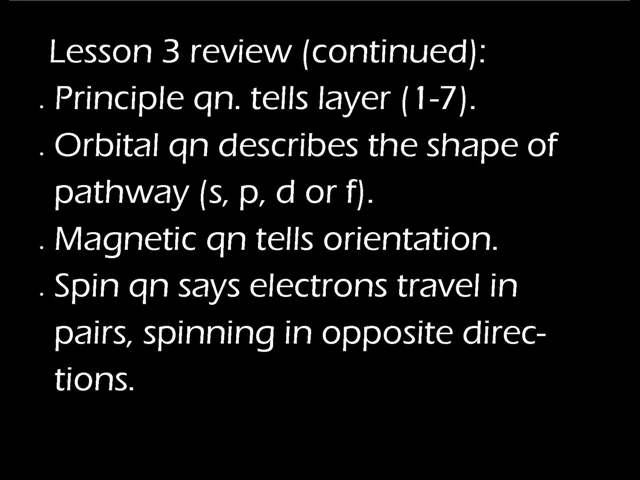 Lesson 3 review (continued):
. Principle qn. tells layer (1-7).
. Orbital qn describes the shape of
pathway (s, p, d or f).
. Magnetic qn tells orientation.
. Spin qn says electrons travel in
pairs, spinning in opposite direc-
tions.